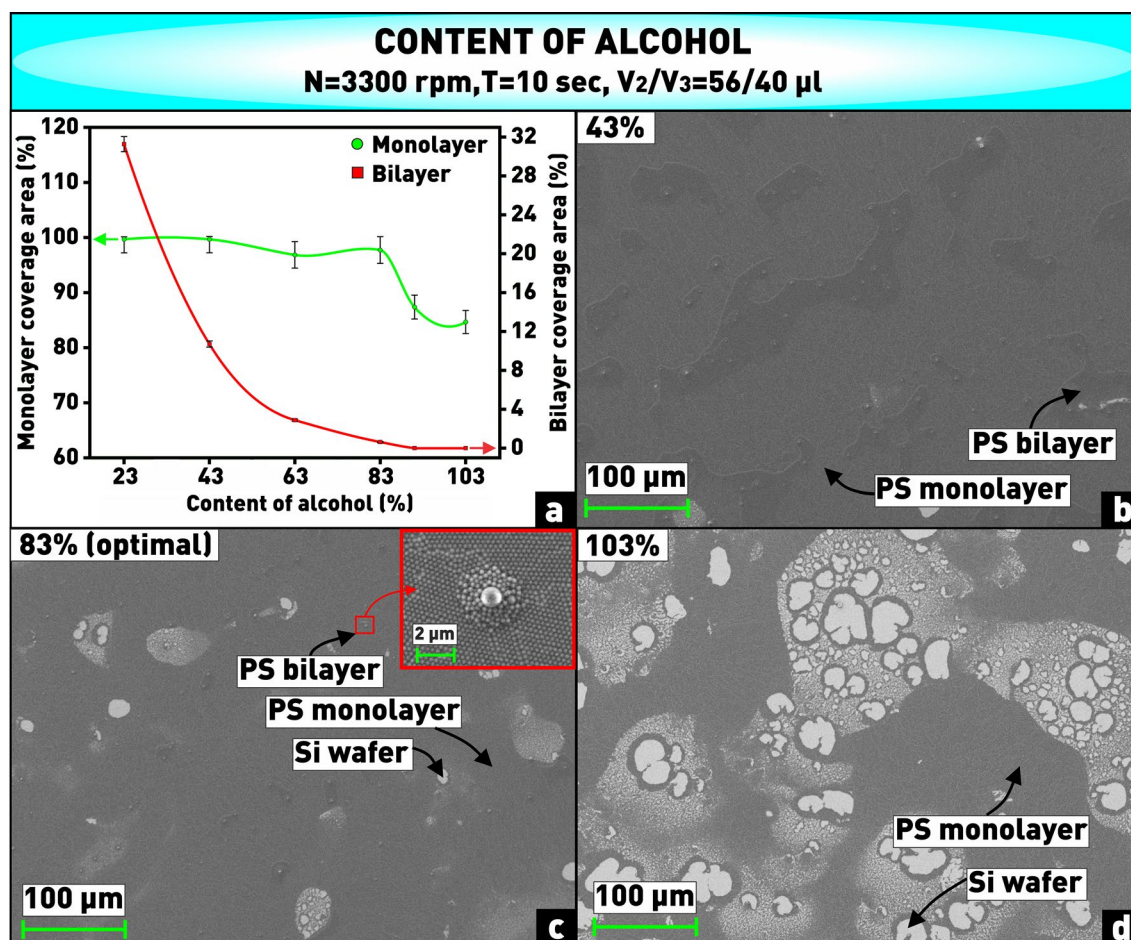 CONTENT OF ALCOHOL
N=3300 rpm,T=10 sec, V2/V3=56/40 µl
120
110
100
90
80
70
60
Monolayer coverage area (%)
Monolayer
Bilayer
32
28
24
20
16
12
8
4
0
Bilayer coverage area (%)
23 43 63 83 103
Content of alcohol (%)
a
43%
PS bilayer
PS monolayer
100 µm
b
83% (optimal)
2 µm
PS bilayer
PS monolayer
Si wafer
100 µm
c
103%
PS monolayer
Si wafer
100 µm
d